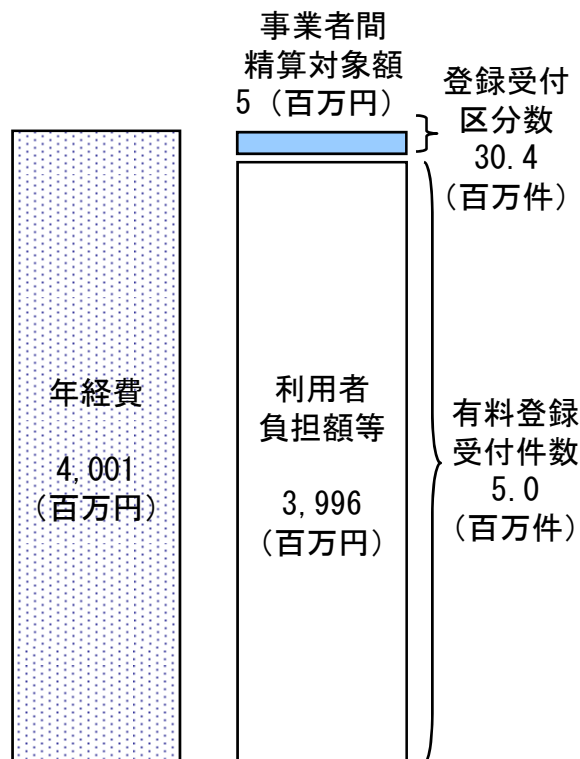 事業者間
精算対象額
5（百万円）
登録受付
区分数
30.4
（百万件）
年経費
4,001
（百万円）
利用者
負担額等
3,996
（百万円）
有料登録
受付件数
5.0
（百万件）